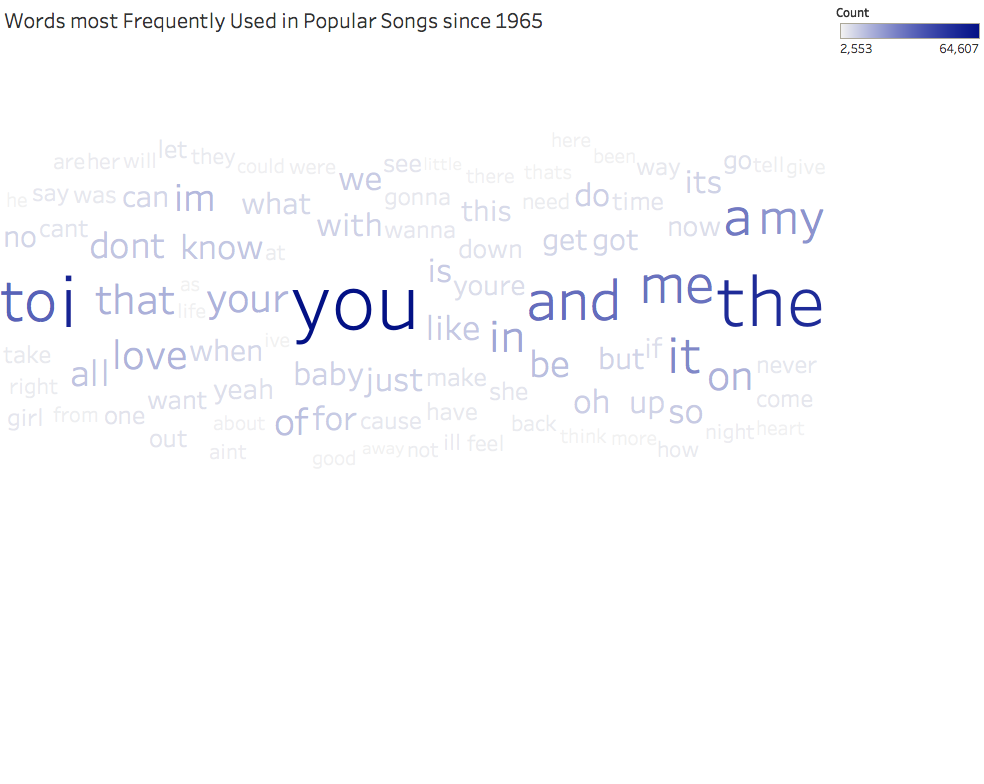 Words most Frequently Used in Popular Songs since 1965
Count
2,553 64,607
here
are her will let they could were we see little there thats been way its go tell give
he say was can im what gonna this need do time
no cant dont know at with wanna down get got now a my
to i that as life your you is youre and me the
take all love when ive like in be but if it on never
right girl from one want yeah baby just make she oh up so come
out about of for cause have back think more how night heart
aint good away not ill feel